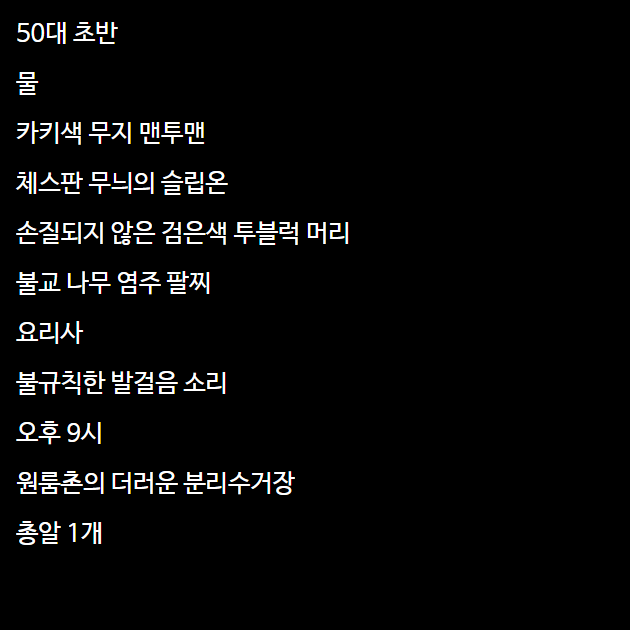 50대 초반
물
카키색 무지 맨투맨
체스판 무늬의 슬립온
손질되지 않은 검은색 투블럭 머리
불교 나무 염주 팔찌
요리사
불규칙한 발걸음 소리
오후 9시
원룸촌의 더러운 분리수거장
총알 1개